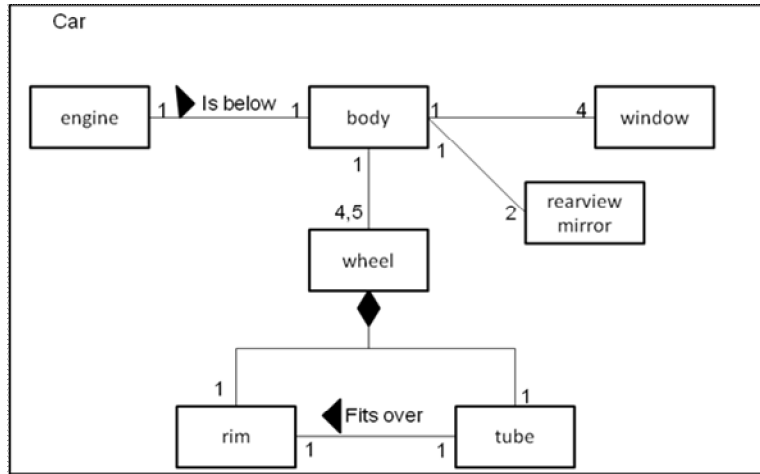 Car
engine
1
Is below
1
body
1
4
window
1
1
2
rearview
mirror
4,5
wheel
1
1
rim
Fits over
1
1
tube